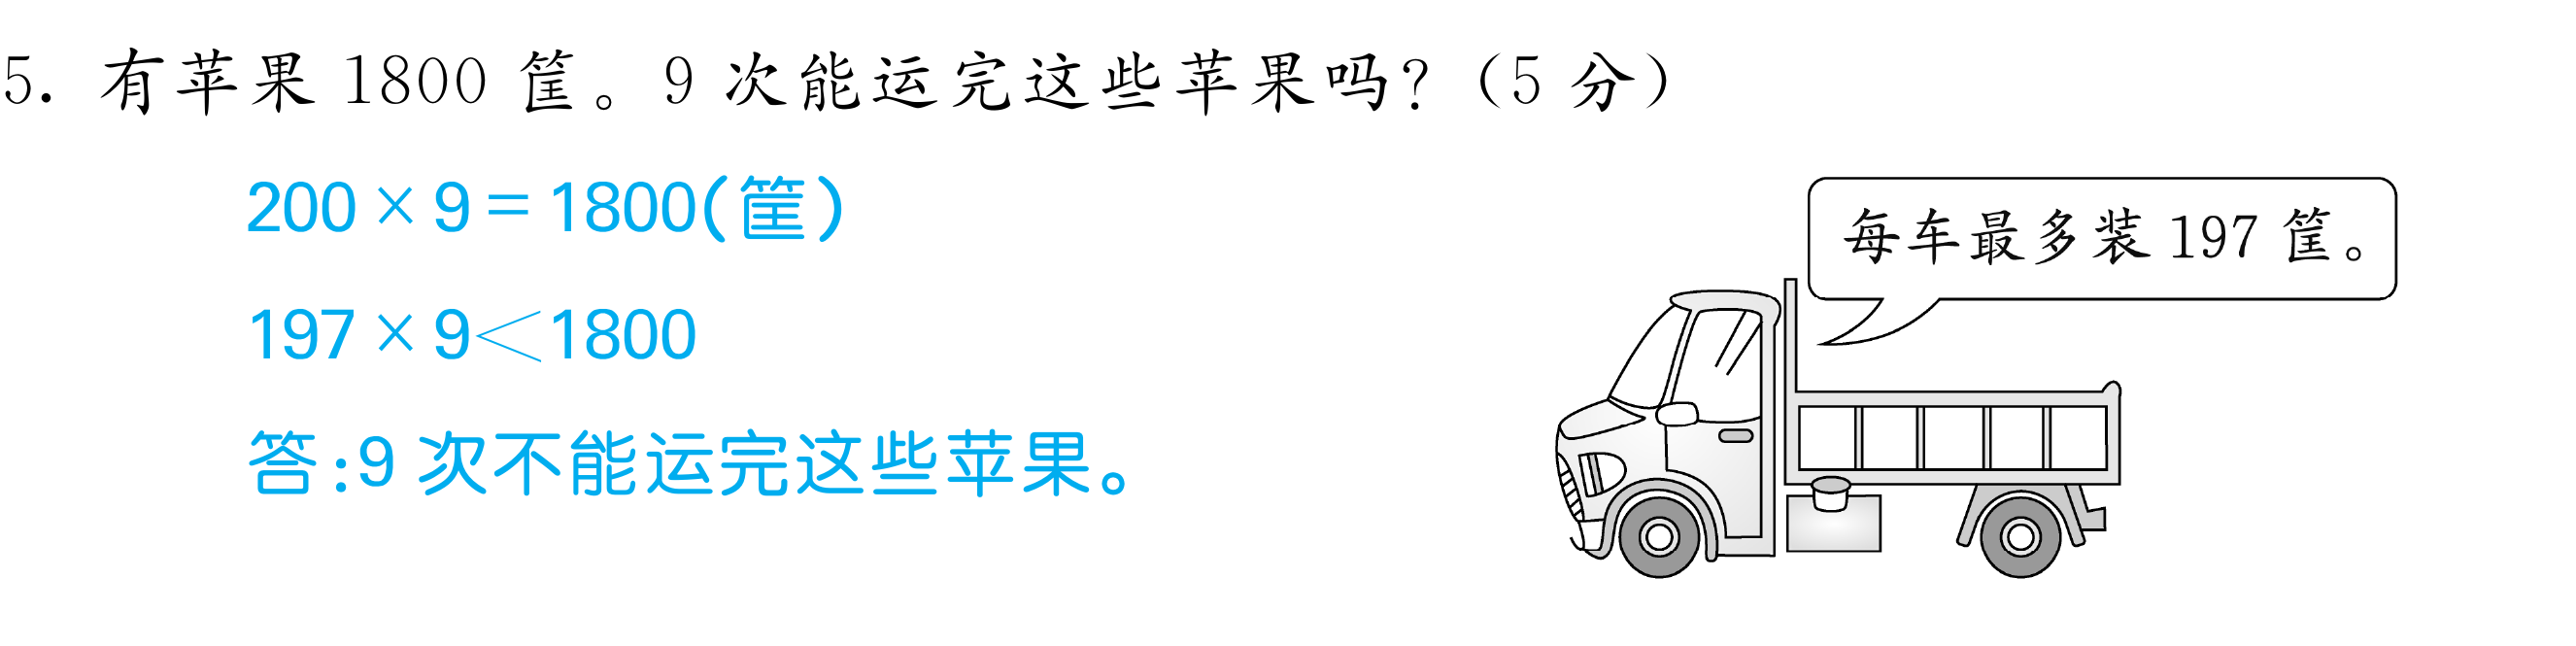 5. 有苹果 1800 筐。9 次能运完这些苹果吗？（5 分）
200 × 9 = 1800(筐)
每车最多装 197 筐。
197 × 9<1800
答:9 次不能运完这些苹果。